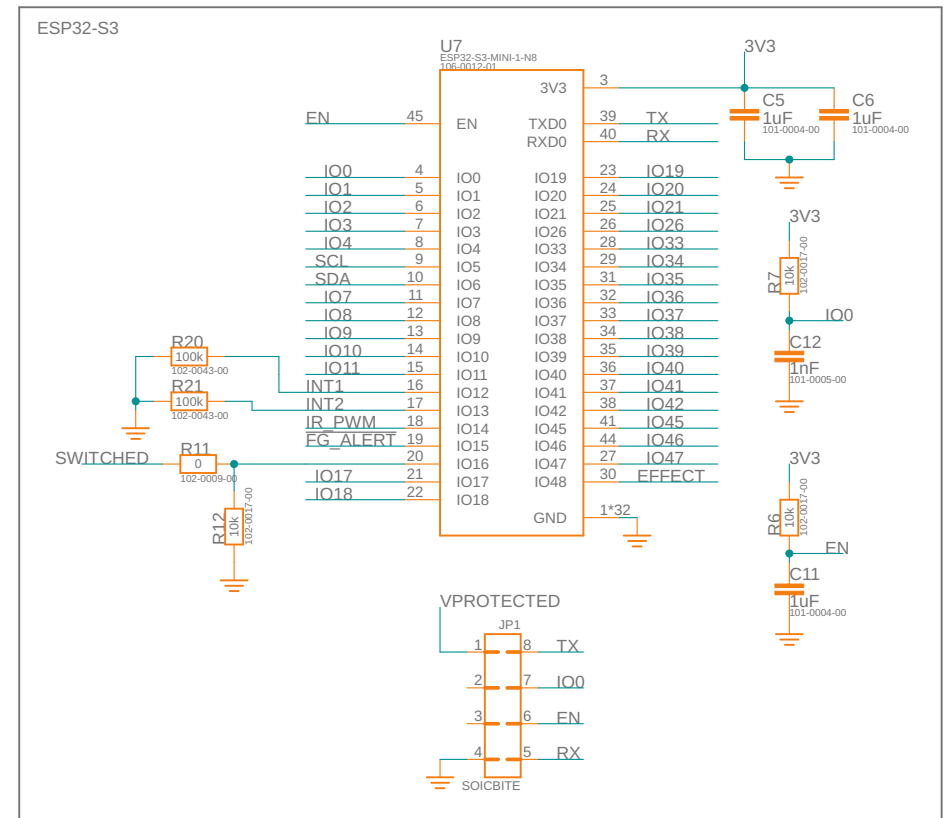 ESP32-S3
U7
ESP32-S3-MINI-1-N8
106-0012-01
3V3
3
3V3
EN
45
EN
TXD0
39
TX
RXD0
40
RX
C5
1uF
101-0004-00
C6
1uF
101-0004-00
IO0
4
IO0
IO19
23
IO19
IO1
5
IO1
IO20
24
IO20
IO2
6
IO2
IO21
25
IO21
IO3
7
IO3
IO26
26
IO26
IO4
8
IO4
IO33
28
IO33
SCL
9
IO5
IO34
29
IO34
SDA
10
IO6
IO35
31
IO35
IO7
11
IO7
IO36
32
IO36
IO8
12
IO8
IO37
33
IO37
IO9
13
IO9
IO38
34
IO38
IO10
14
IO10
IO39
35
IO39
IO11
15
IO11
IO40
36
IO40
INT1
16
IO12
IO41
37
IO41
INT2
17
IO13
IO42
38
IO42
IR_PWM
18
IO14
IO45
41
IO45
FG_ALERT
19
IO15
IO46
44
IO46
20
IO16
IO47
27
IO47
IO17
21
IO17
IO48
30
EFFECT
IO18
22
IO18
GND
1*32
R20
100k
102-0043-00
R21
100k
102-0043-00
SWITCHED
R11
0
102-0009-00
R12
10k
102-0017-00
3V3
R7
10k
102-0017-00
IO0
C12
1nF
101-0005-00
3V3
R6
10k
102-0017-00
EN
C11
1uF
101-0004-00
VPROTECTED
JP1
1
8
TX
2
7
IO0
3
6
EN
4
5
RX
SOICBITE